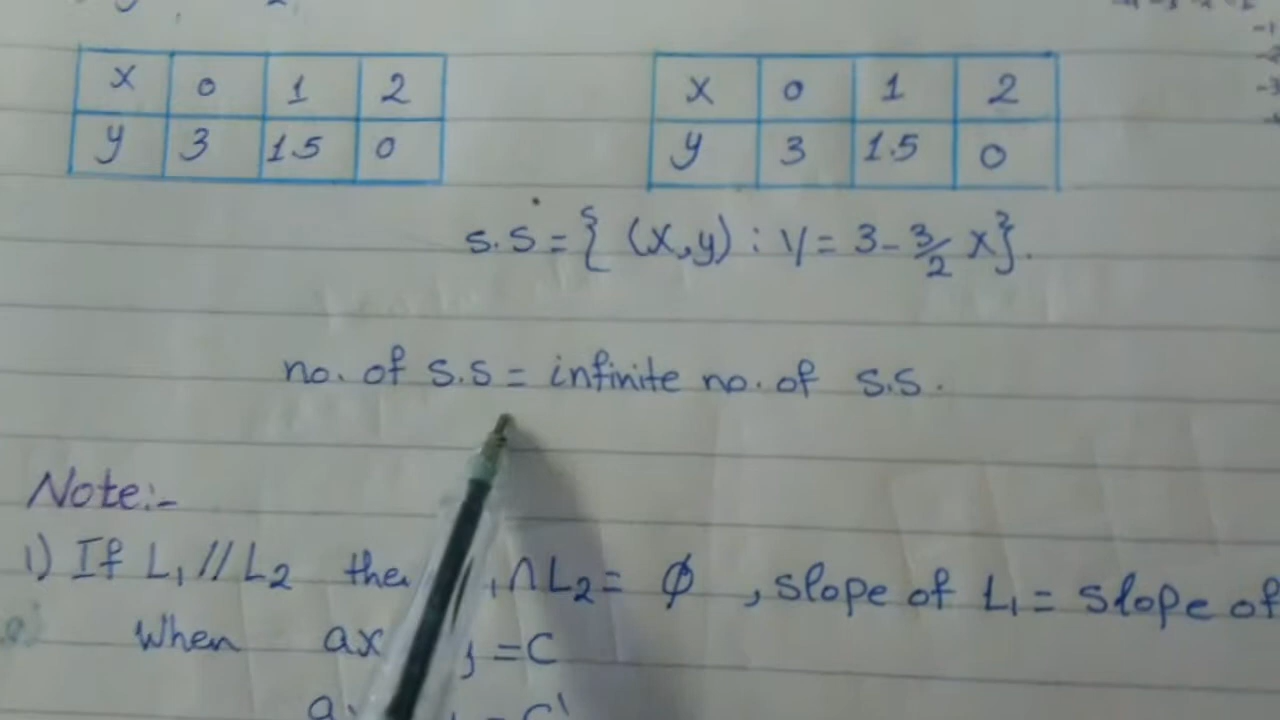 x 0 1 2 x 0 1 2
y 3 1.5 0 y 3 1.5 0
s.s = { (x,y) : y = 3 - 3/2 x}.
no. of s.s = infinite no. of s.s.
Note:-
1) If L₁ // L₂ ∩ L₂ = ∅ , slope of L₁ = slope of
When ax = C
= C'